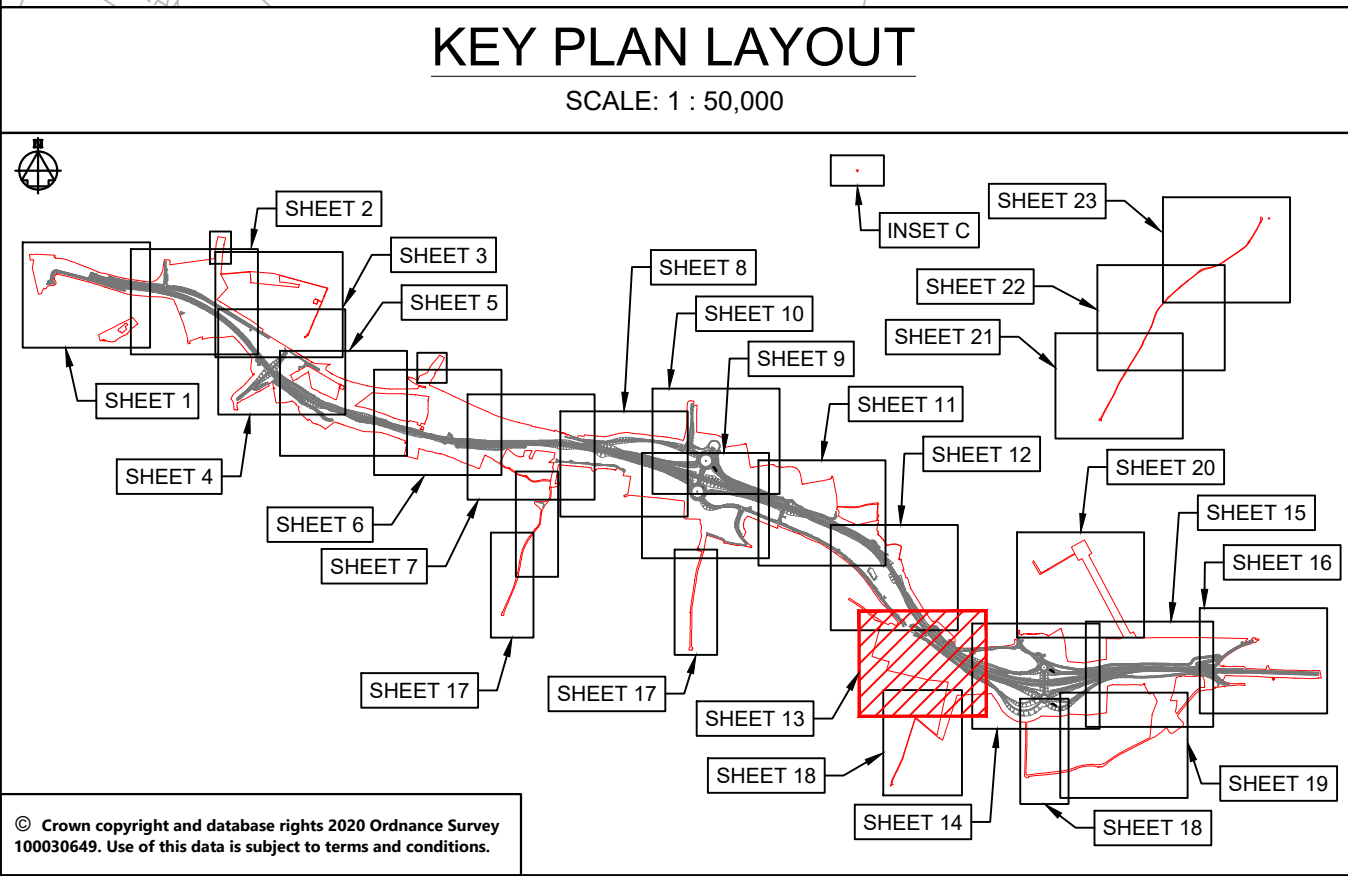 KEY PLAN LAYOUT
SCALE: 1 : 50,000
N
SHEET 2
SHEET 23
INSET C
SHEET 3
SHEET 8
SHEET 22
SHEET 5
SHEET 10
SHEET 21
SHEET 9
SHEET 1
SHEET 11
SHEET 12
SHEET 20
SHEET 4
SHEET 15
SHEET 6
SHEET 16
SHEET 7
SHEET 17
SHEET 17
SHEET 13
SHEET 18
SHEET 19
SHEET 14
SHEET 18
© Crown copyright and database rights 2020 Ordnance Survey
100030649. Use of this data is subject to terms and conditions.